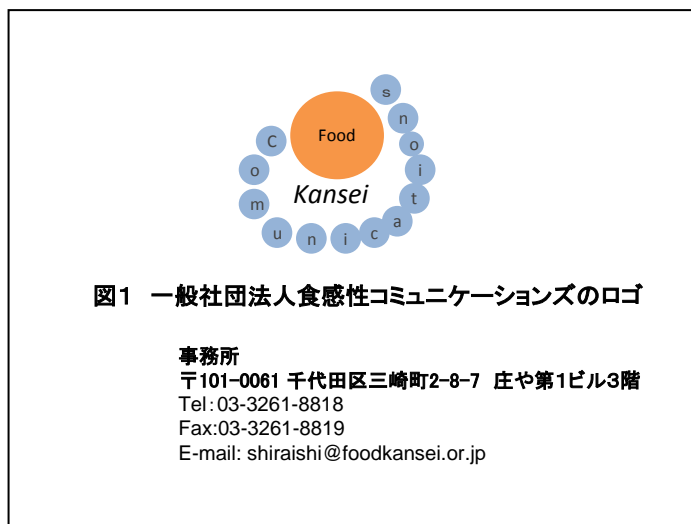 Food
Kansei
Comunications
図1 一般社団法人食感性コミュニケーションズのロゴ
事務所
〒101-0061 千代田区三崎町2-8-7 庄や第1ビル3階
Tel:03-3261-8818
Fax:03-3261-8819
E-mail: shiraishi@foodkansei.or.jp